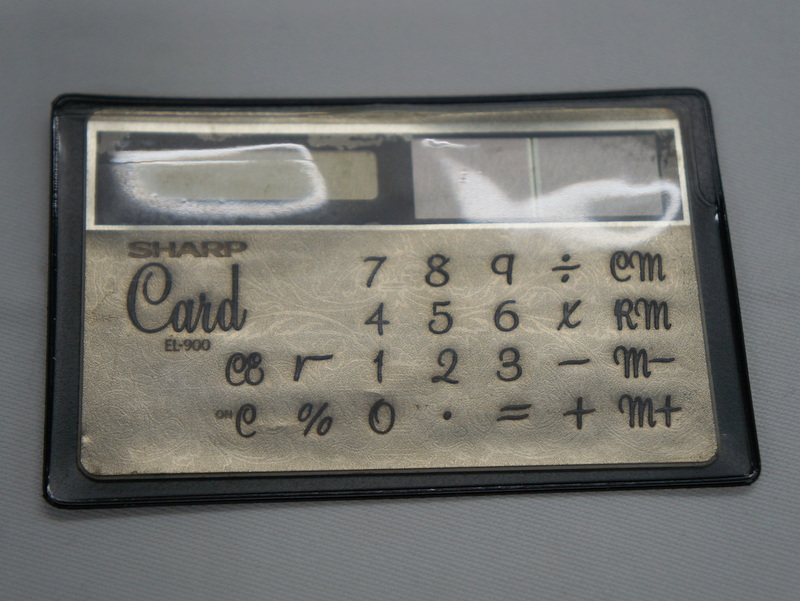 SHARP
Card
EL-900
7 8 9 ÷ CM
4 5 6 × RM
CE √ 1 2 3 − M−
ON C % 0 · = + M+